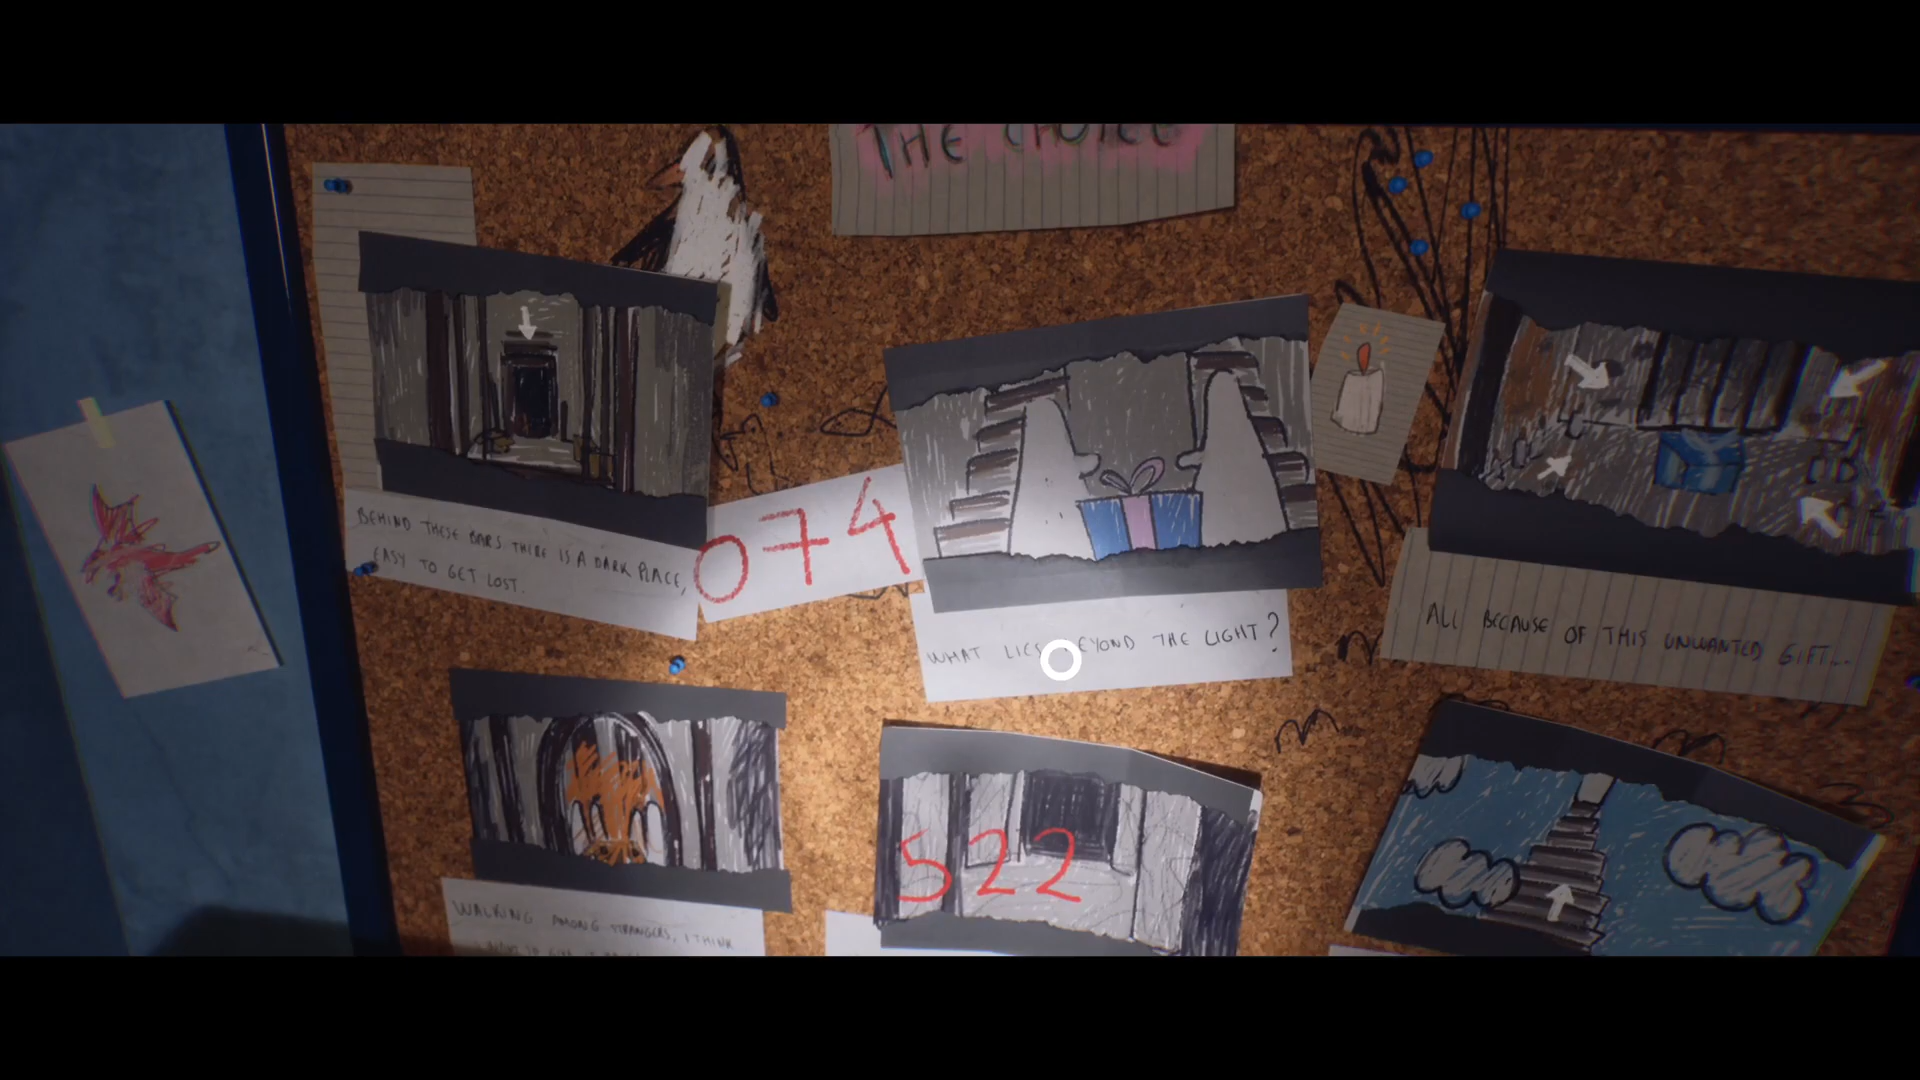 THE CHOICE
BEHIND THESE BARS THERE IS A DARK PLACE,
EASY TO GET LOST.
074
WHAT LIES BEYOND THE LIGHT?
ALL BECAUSE OF THIS UNWANTED GIFT...
WALKING AMONG STRANGERS, I THINK
522